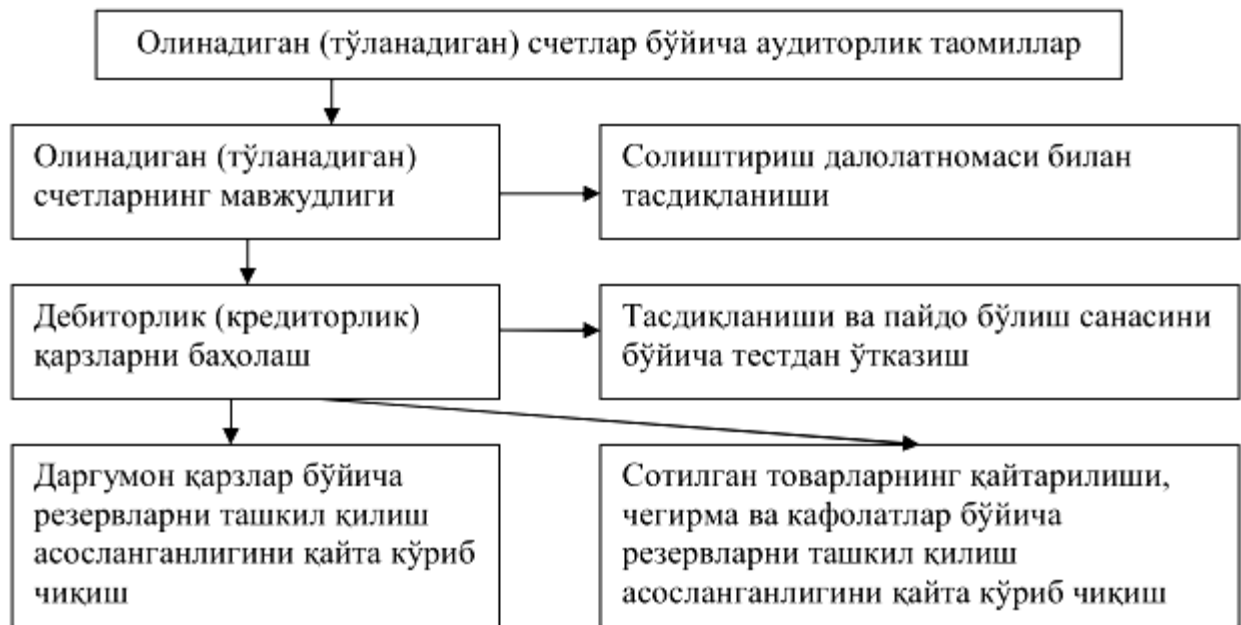 Олинадиган (тўланадиган) счетлар бўйича аудиторлик таомиллар
Олинадиган (тўланадиган)
счетларнинг мавжудлиги
Солиштириш далолатномаси билан
тасдиқланиши
Дебиторлик (кредиторлик)
қарзларни баҳолаш
Тасдиқланиши ва пайдо бўлиш санасини
бўйича тестдан ўтказиш
Даргумон қарзлар бўйича
резервларни ташкил қилиш
асосланганлигини қайта кўриб
чиқиш
Сотилган товарларнинг қайтарилиши,
чегирма ва кафолатлар бўйича
резервларни ташкил қилиш
асосланганлигини қайта кўриб чиқиш